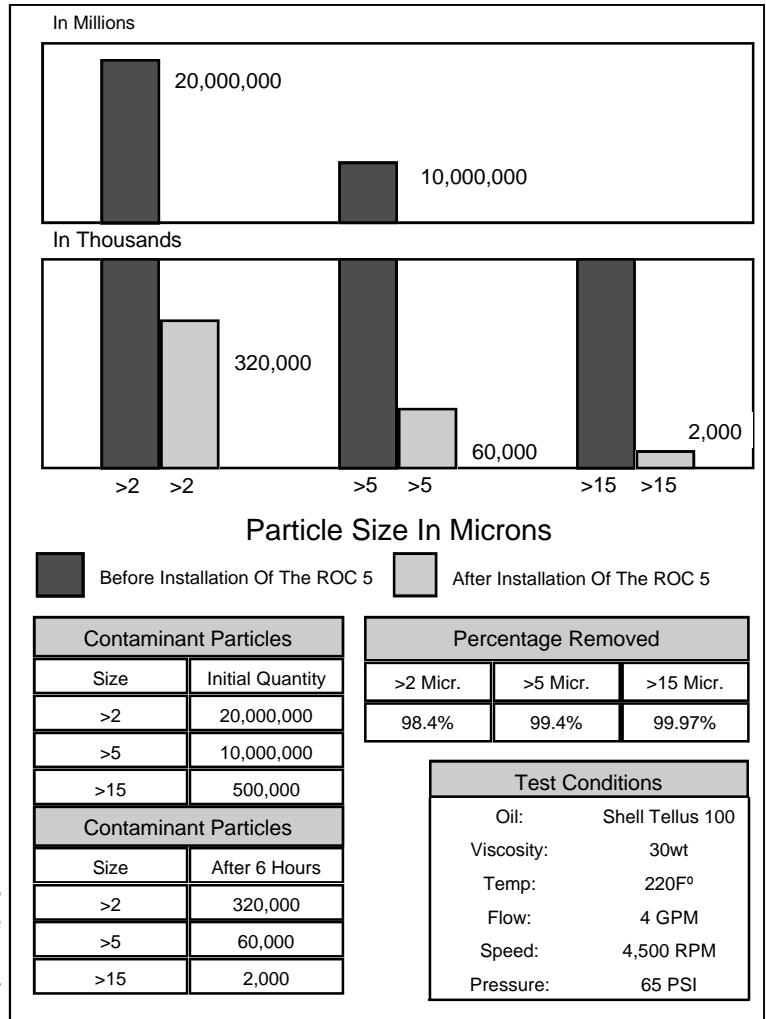 In Millions
20,000,000
10,000,000
In Thousands
320,000
60,000
2,000
>2 >2 >5 >5 >15 >15
Particle Size In Microns
Before Installation Of The ROC 5 After Installation Of The ROC 5
Contaminant Particles
Size Initial Quantity
>2 20,000,000
>5 10,000,000
>15 500,000
Contaminant Particles
Size After 6 Hours
>2 320,000
>5 60,000
>15 2,000
Percentage Removed
>2 Micr. >5 Micr. >15 Micr.
98.4% 99.4% 99.97%
Test Conditions
Oil: Shell Tellus 100
Viscosity: 30wt
Temp: 220Fº
Flow: 4 GPM
Speed: 4,500 RPM
Pressure: 65 PSI